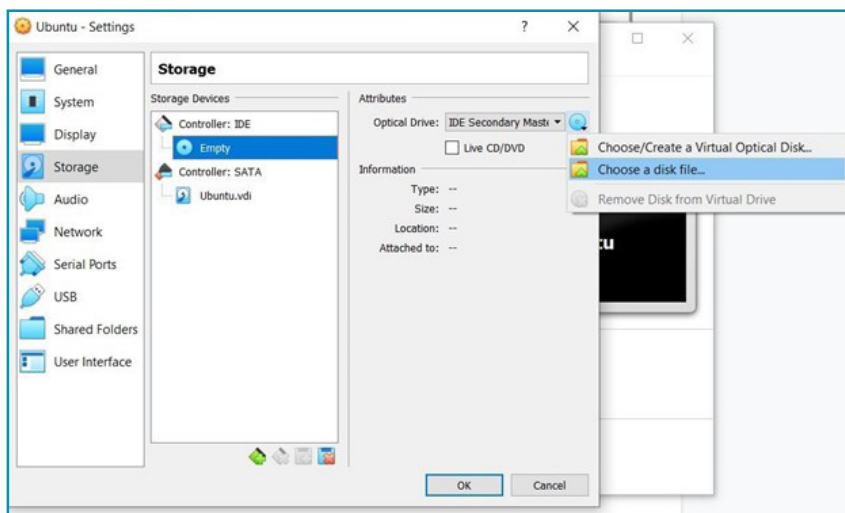 Ubuntu - Settings
?
General
System
Display
Storage
Audio
Network
Serial Ports
USB
Shared Folders
User Interface
Storage
Storage Devices
Controller: IDE
Empty
Controller: SATA
Ubuntu.vdi
Attributes
Optical Drive: IDE Secondary Maste
Live CD/DVD
Information
Type: --
Size: --
Location: --
Attached to: --
Choose/Create a Virtual Optical Disk...
Choose a disk file...
Remove Disk from Virtual Drive
tu
OK
Cancel